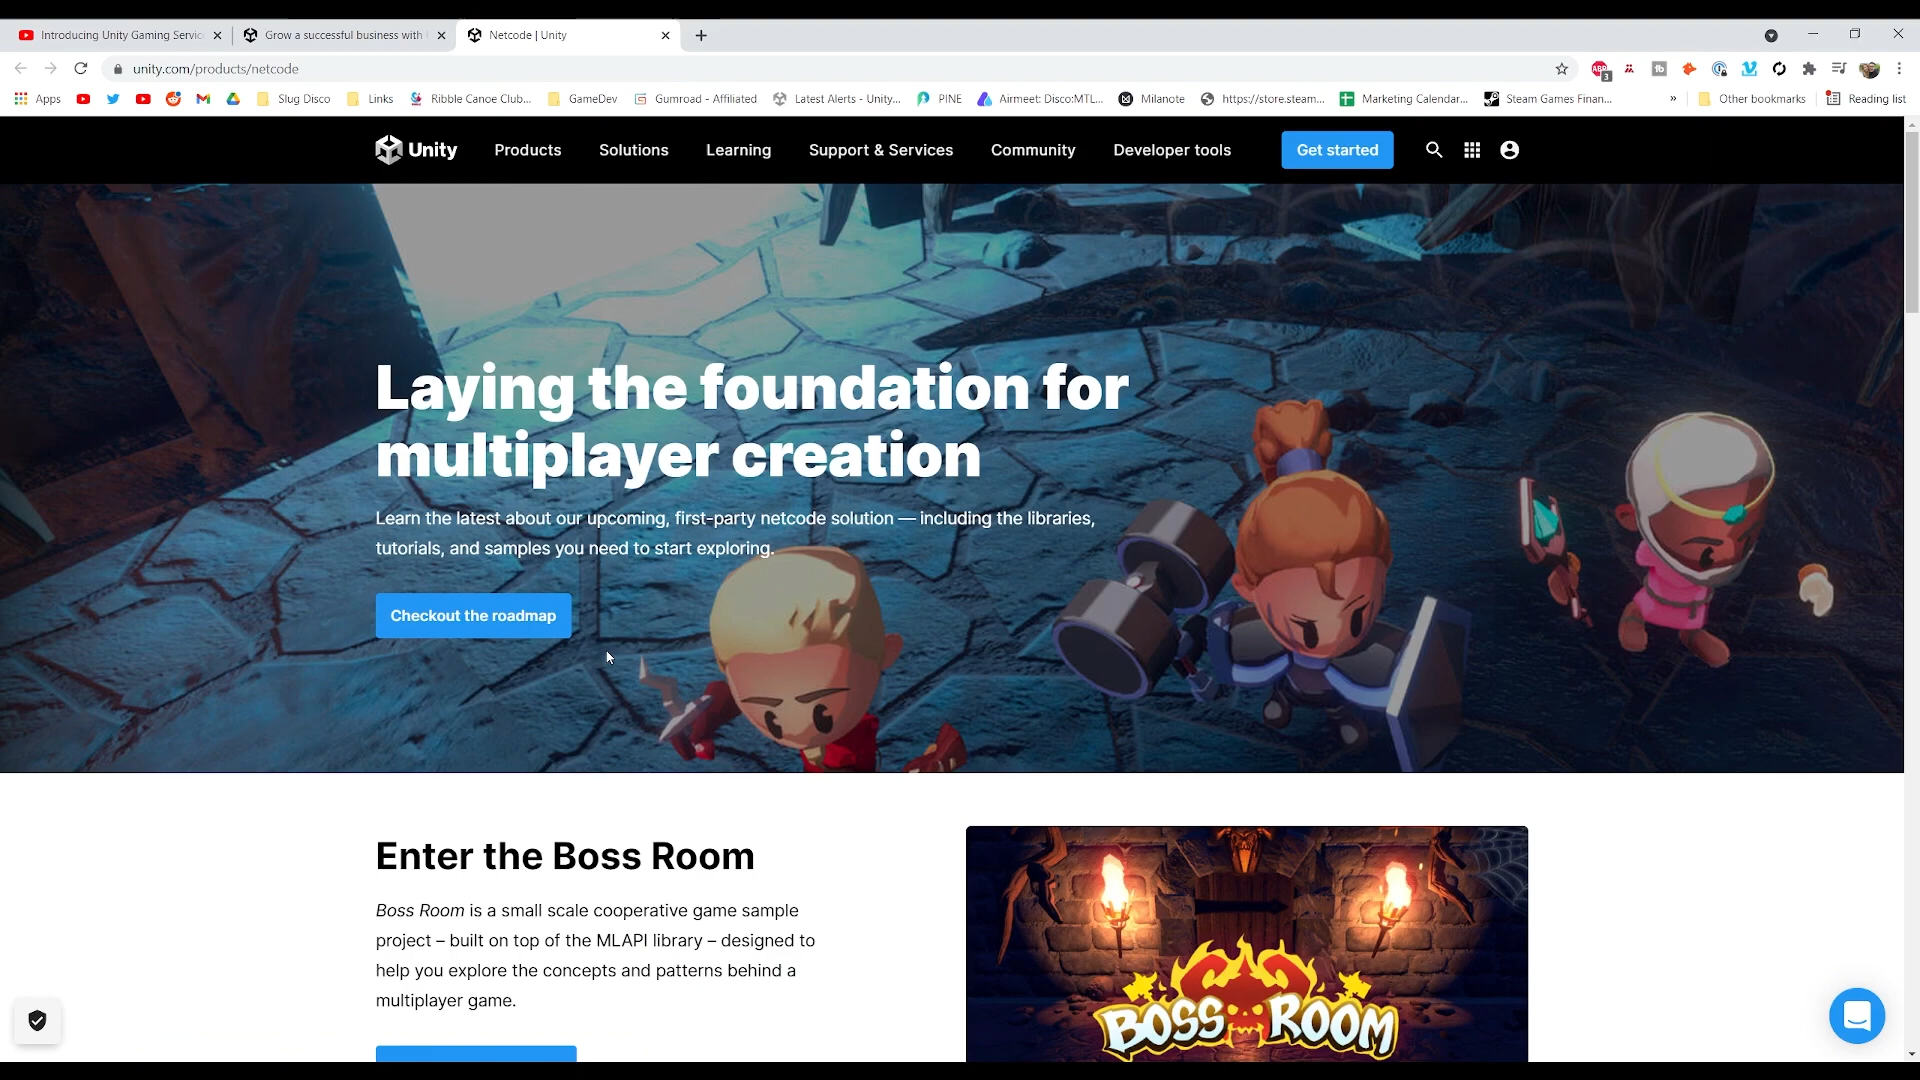 Introducing Unity Gaming Servic
Grow a successful business with
Netcode | Unity
unity.com/products/netcode
ABP
3
tb
Apps
Slug Disco
Links
Ribble Canoe Club...
GameDev
Gumroad - Affiliated
Latest Alerts - Unity...
PINE
Airmeet: Disco:MTL...
Milanote
https://store.steam...
Marketing Calendar...
Steam Games Finan...
»
Other bookmarks
Reading list
Unity
Products
Solutions
Learning
Support & Services
Community
Developer tools
Get started
Laying the foundation for
multiplayer creation
Learn the latest about our upcoming, first-party netcode solution — including the libraries,
tutorials, and samples you need to start exploring.
Checkout the roadmap
Enter the Boss Room
Boss Room is a small scale cooperative game sample
project – built on top of the MLAPI library – designed to
help you explore the concepts and patterns behind a
multiplayer game.
BOSS ROOM